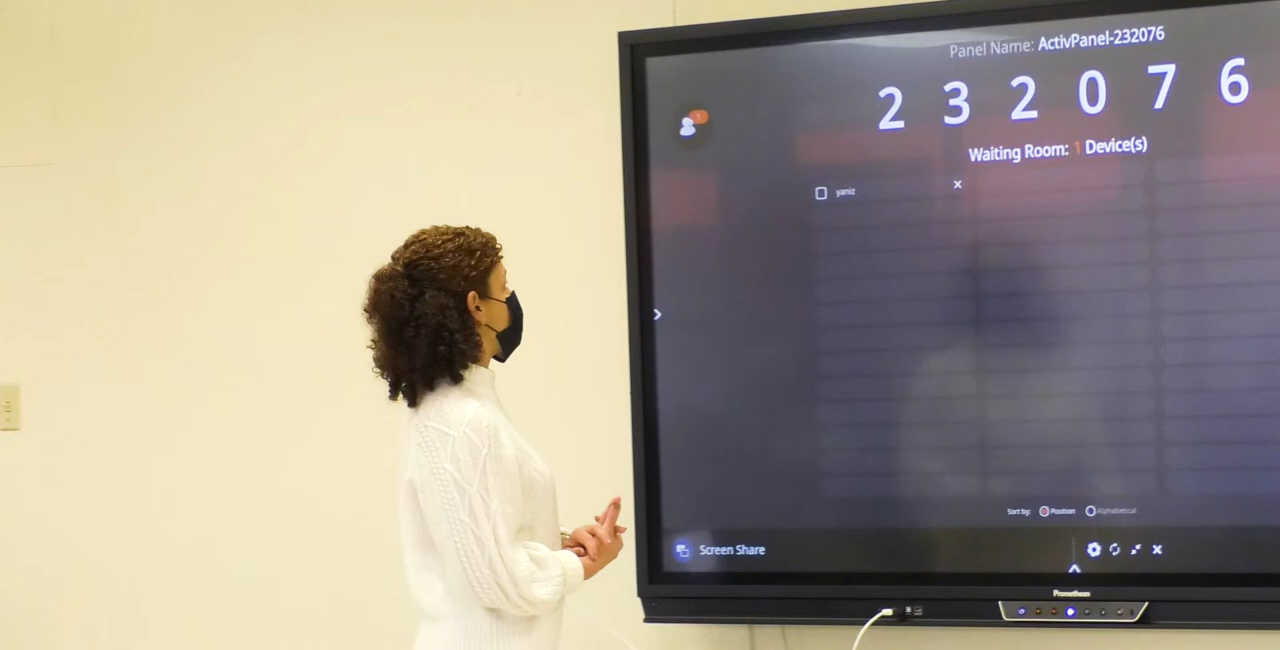 Panel Name: ActivPanel-232076
2 3 2 0 7 6
1
Waiting Room: 1 Device(s)
yaniz
Sort by: Position Alphabetical
Screen Share
Promethean